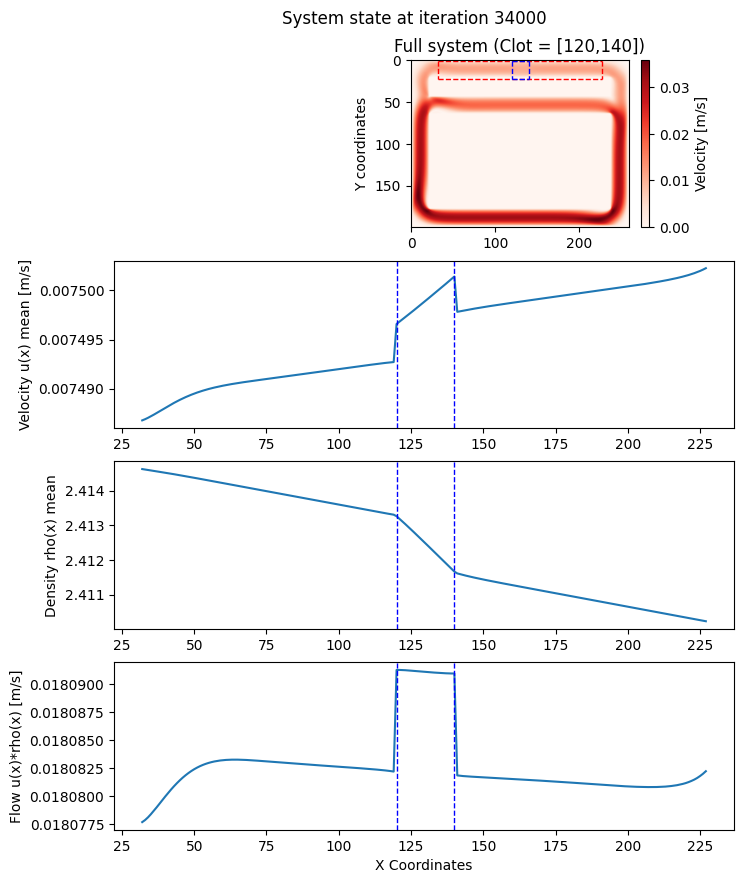 System state at iteration 34000
Full system (Clot = [120,140])
0
50
100
150
Y coordinates
0 100 200
0.03
0.02
0.01
0.00
Velocity [m/s]
0.007500
0.007495
0.007490
Velocity u(x) mean [m/s]
25 50 75 100 125 150 175 200 225
2.414
2.413
2.412
2.411
Density rho(x) mean
25 50 75 100 125 150 175 200 225
0.0180900
0.0180875
0.0180850
0.0180825
0.0180800
0.0180775
Flow u(x)*rho(x) [m/s]
25 50 75 100 125 150 175 200 225
X Coordinates